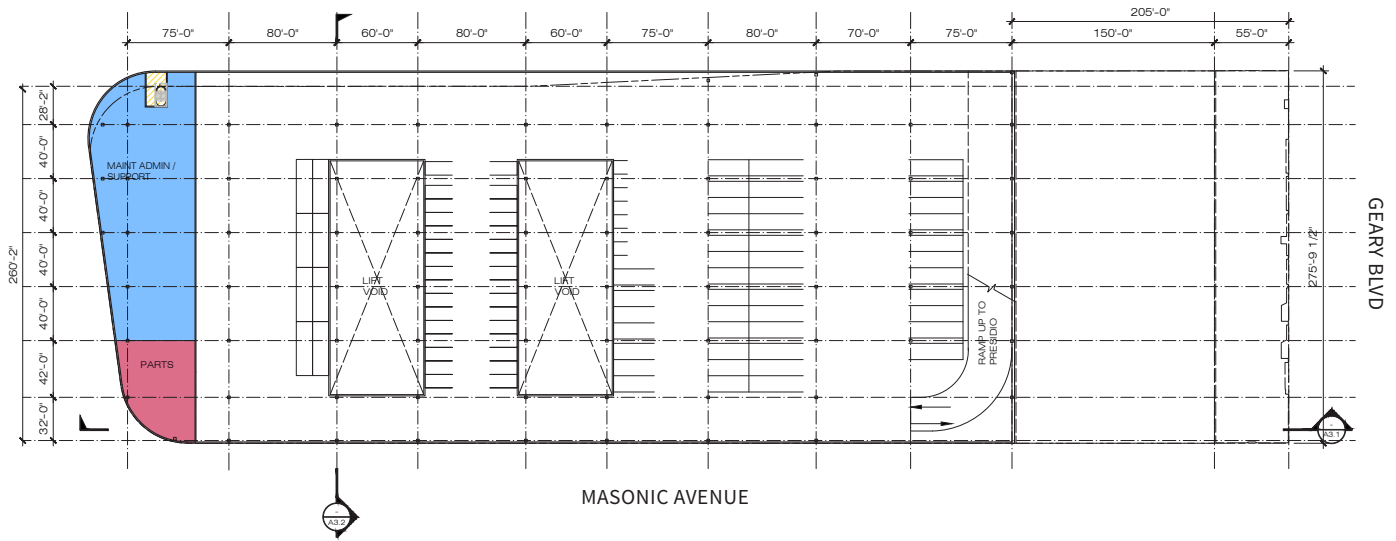 205'-0"
75'-0"
80'-0"
60'-0"
80'-0"
60'-0"
75'-0"
80'-0"
70'-0"
75'-0"
150'-0"
55'-0"
28'-2"
40'-0"
40'-0"
40'-0"
40'-0"
42'-0"
32'-0"
260'-2"
MAINT ADMIN /
SUPPORT
PARTS
LIFT
VOID
LIFT
VOID
RAMP UP TO
PRESIDIO
275'-9 1/2"
GEARY BLVD
MASONIC AVENUE
-
A3.1
-
A3.2